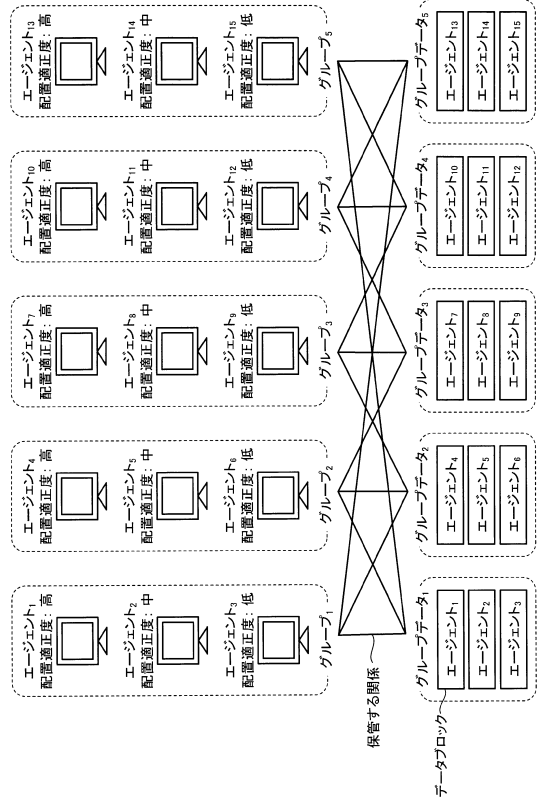 エージェント1
配置適正度: 高
エージェント2
配置適正度: 中
エージェント3
配置適正度: 低
グループ1
エージェント4
配置適正度: 高
エージェント5
配置適正度: 中
エージェント6
配置適正度: 低
グループ2
エージェント7
配置適正度: 高
エージェント8
配置適正度: 中
エージェント9
配置適正度: 低
グループ3
エージェント10
配置適正度: 高
エージェント11
配置適正度: 中
エージェント12
配置適正度: 低
グループ4
エージェント13
配置適正度: 高
エージェント14
配置適正度: 中
エージェント15
配置適正度: 低
グループ5
保管する関係
グループデータ1
エージェント1
エージェント2
エージェント3
グループデータ2
エージェント4
エージェント5
エージェント6
グループデータ3
エージェント7
エージェント8
エージェント9
グループデータ4
エージェント10
エージェント11
エージェント12
グループデータ5
エージェント13
エージェント14
エージェント15
データブロック